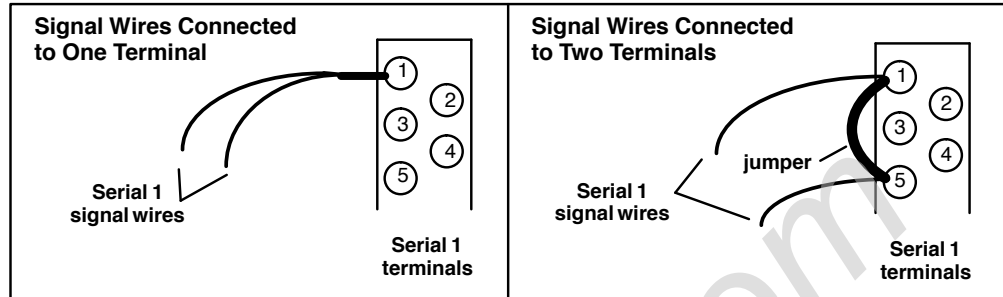 Signal Wires Connected
to One Terminal
1
2
3
4
5
Serial 1
signal wires
Serial 1
terminals
Signal Wires Connected
to Two Terminals
1
2
3
4
jumper
5
Serial 1
signal wires
Serial 1
terminals
om